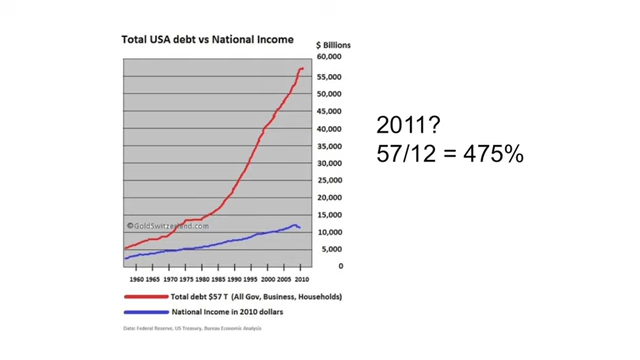 Total USA debt vs National Income
$ Billions
60,000
55,000
50,000
45,000
40,000
35,000
30,000
25,000
20,000
15,000
10,000
5,000
0
©GoldSwitzerland.com
1960 1965 1970 1975 1980 1985 1990 1995 2000 2005 2010
Total debt $57 T (All Gov, Business, Households)
National Income in 2010 dollars
Data: Federal Reserve, US Treasury, Bureau Economic Analysis
2011?
57/12 = 475%